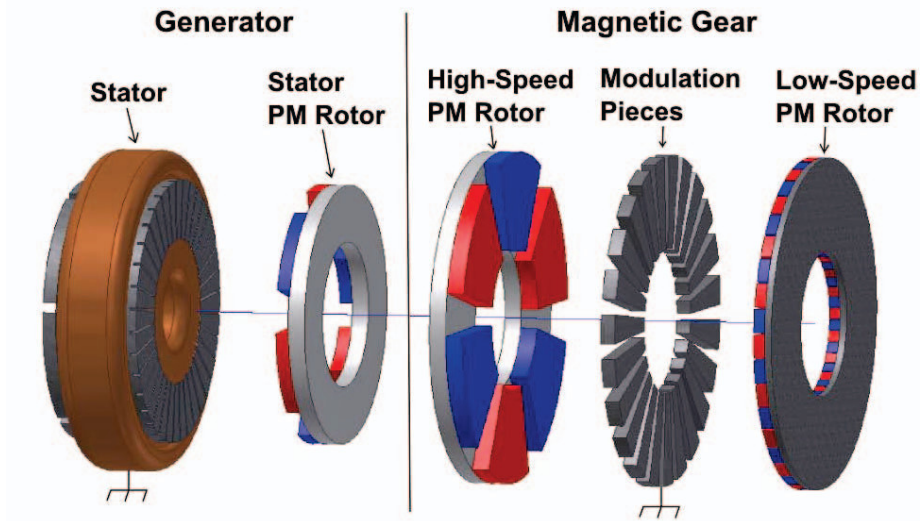 Generator
Magnetic Gear
Stator
Stator
PM Rotor
High-Speed
PM Rotor
Modulation
Pieces
Low-Speed
PM Rotor